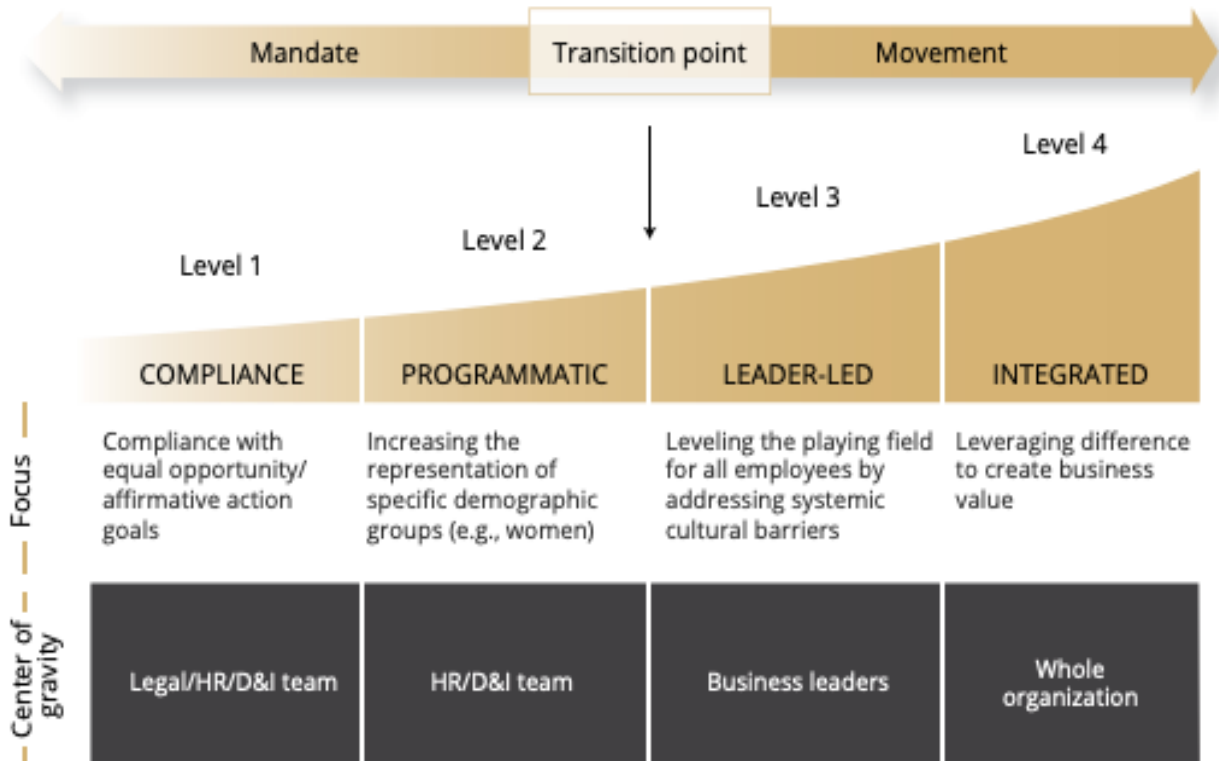 Mandate
Transition point
Movement
Level 1
Level 2
Level 3
Level 4
COMPLIANCE
PROGRAMMATIC
LEADER-LED
INTEGRATED
Focus
Compliance with
equal opportunity/
affirmative action
goals
Increasing the
representation of
specific demographic
groups (e.g., women)
Leveling the playing field
for all employees by
addressing systemic
cultural barriers
Leveraging difference
to create business
value
Center of
gravity
Legal/HR/D&I team
HR/D&I team
Business leaders
Whole
organization